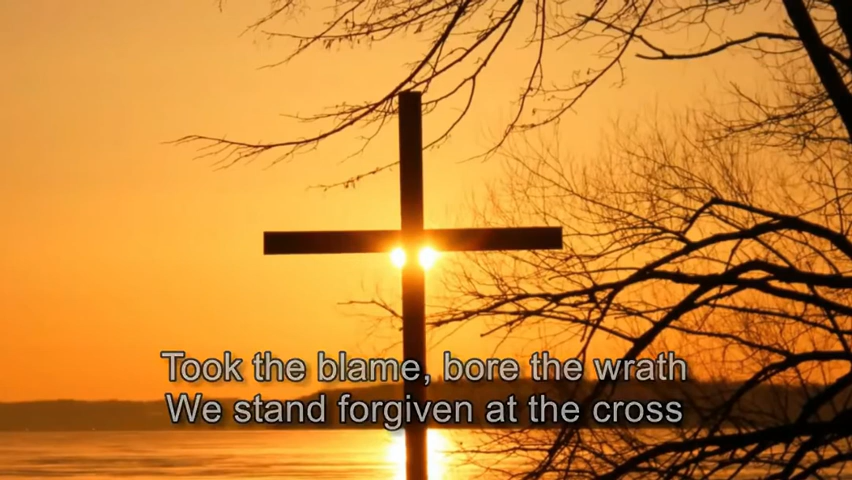 Took the blame, bore the wrath
We stand forgiven at the cross